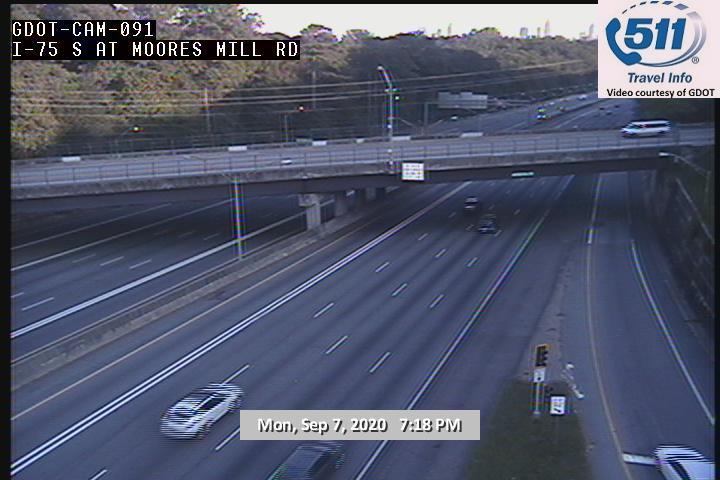 GDOT-CAM-091
I-75 S AT MOORES MILL RD
511
®
Travel Info
Video courtesy of GDOT
Mon, Sep 7, 2020 7:18 PM